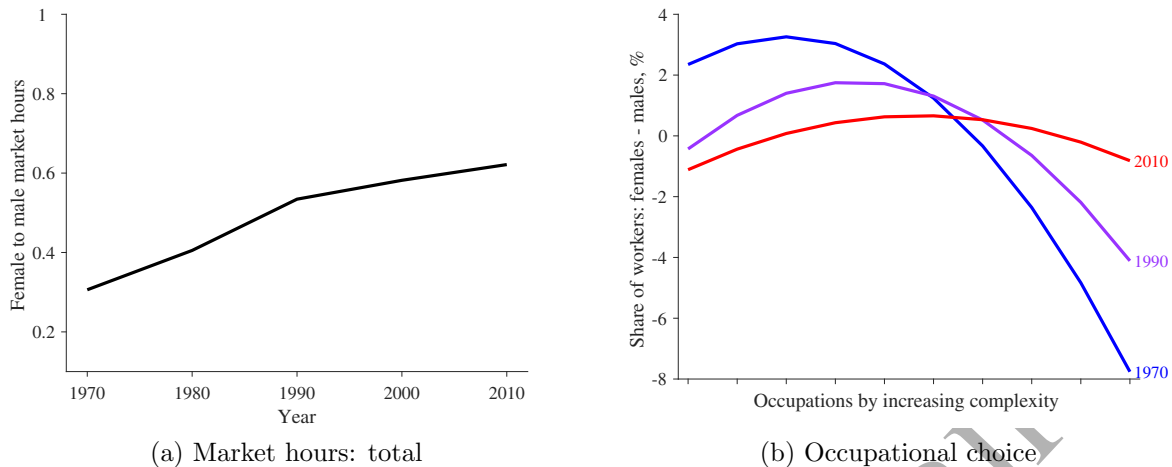 1
0.8
0.6
0.4
0.2
Female to male market hours
1970 1980 1990 2000 2010
Year
(a) Market hours: total
4
2
0
-2
-4
-6
-8
Share of workers: females - males, %
2010
1990
1970
Occupations by increasing complexity
(b) Occupational choice